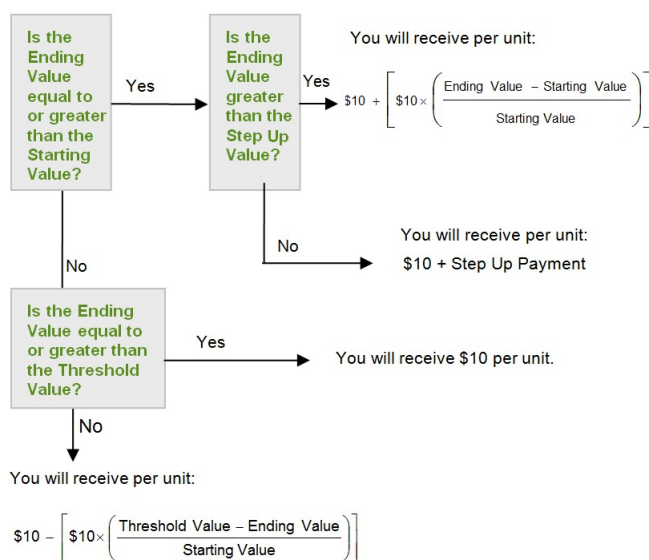 Is the
Ending
Value
equal to
or greater
than the
Starting
Value?
Yes
Is the
Ending
Value
greater
than the
Step Up
Value?
Yes
You will receive per unit:
$10 + [ $10 × ( Ending Value – Starting Value
Starting Value ) ]
No
You will receive per unit:
$10 + Step Up Payment
No
Is the Ending
Value equal to
or greater than
the Threshold
Value?
Yes
You will receive $10 per unit.
No
You will receive per unit:
$10 – [ $10× ( Threshold Value – Ending Value
Starting Value ) ]